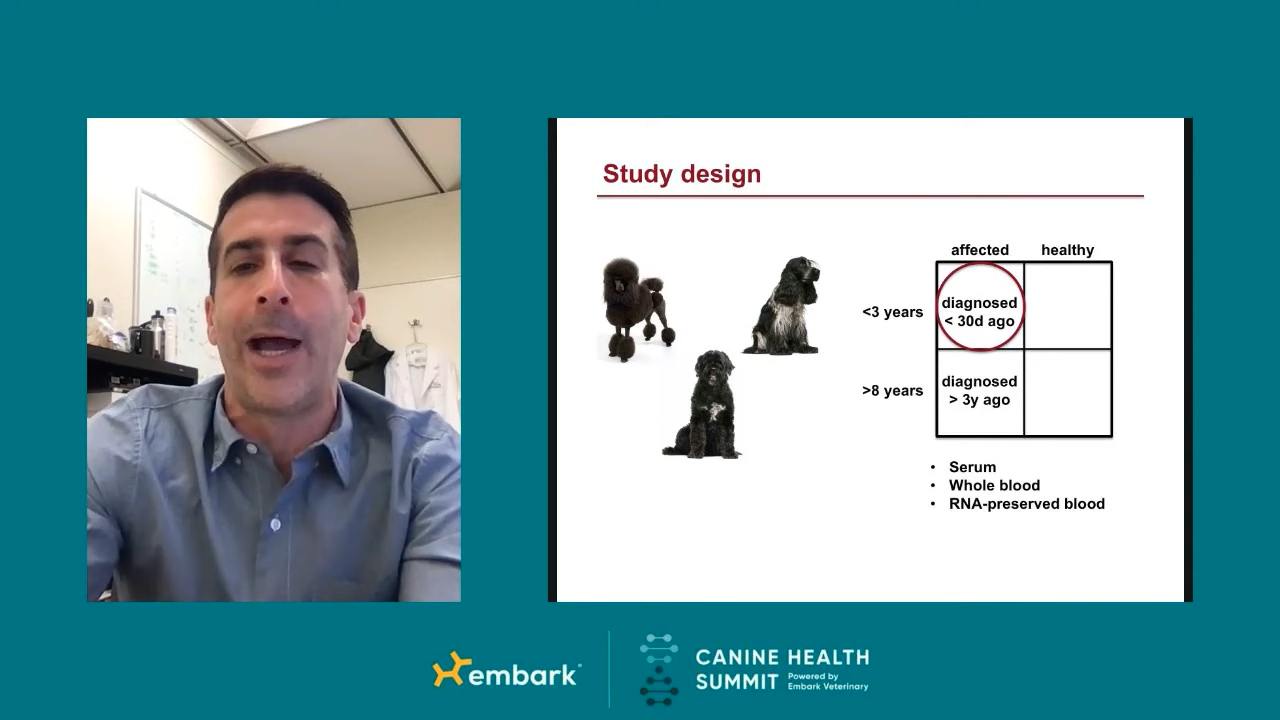 Study design
affected healthy
<3 years
diagnosed
< 30d ago
>8 years
diagnosed
> 3y ago
• Serum
• Whole blood
• RNA-preserved blood
embark
CANINE HEALTH
SUMMIT
Powered by
Embark Veterinary